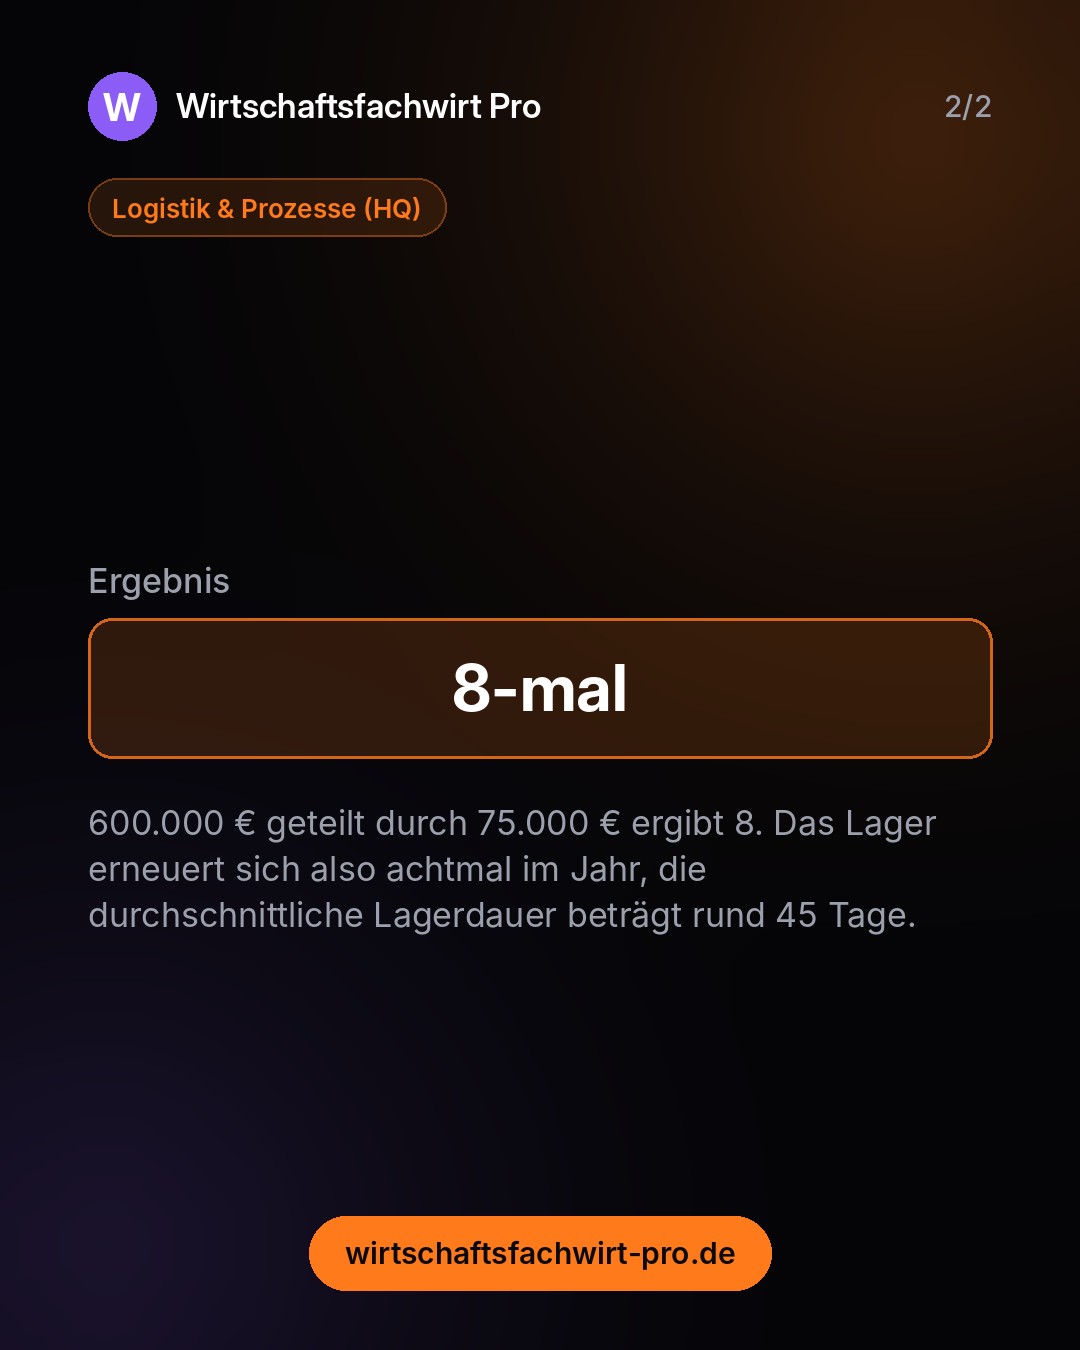 W Wirtschaftsfachwirt Pro 2/2
Logistik & Prozesse (HQ)
Ergebnis
8-mal
600.000 € geteilt durch 75.000 € ergibt 8. Das Lager
erneuert sich also achtmal im Jahr, die
durchschnittliche Lagerdauer beträgt rund 45 Tage.
wirtschaftsfachwirt-pro.de